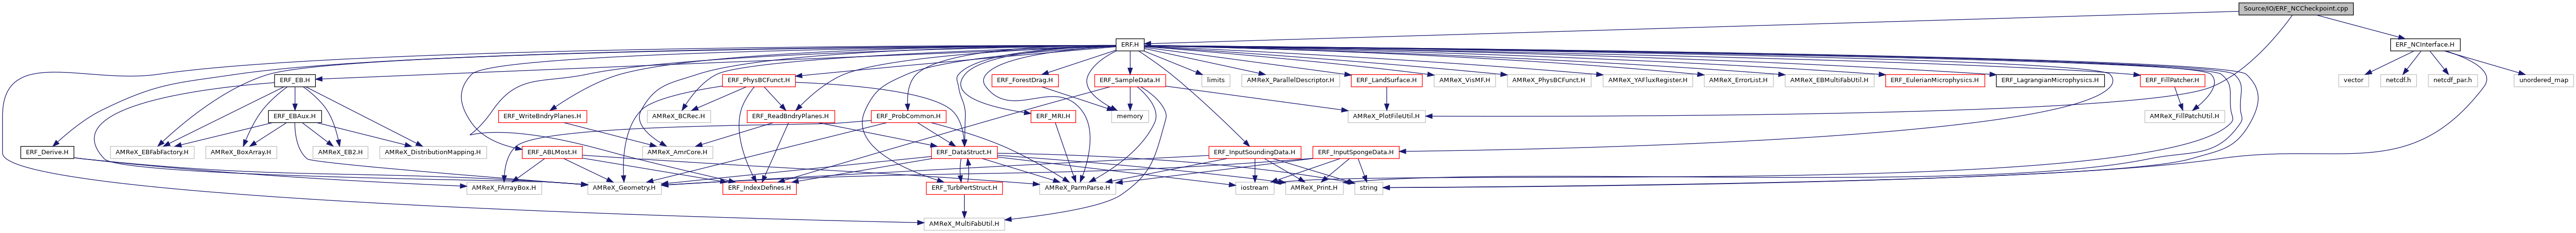 Source/IO/ERF_NCCheckpoint.cpp
ERF.H
ERF_NCInterface.H
ERF_EB.H
ERF_PhysBCFunct.H
ERF_ForestDrag.H
ERF_SampleData.H
limits
AMReX_ParallelDescriptor.H
ERF_LandSurface.H
AMReX_VisMF.H
AMReX_PhysBCFunct.H
AMReX_YAFluxRegister.H
AMReX_ErrorList.H
AMReX_EBMultiFabUtil.H
ERF_EulerianMicrophysics.H
ERF_LagrangianMicrophysics.H
ERF_FillPatcher.H
vector
netcdf.h
netcdf_par.h
unordered_map
ERF_EBAux.H
ERF_WriteBndryPlanes.H
AMReX_BCRec.H
ERF_ReadBndryPlanes.H
ERF_ProbCommon.H
ERF_MRI.H
memory
AMReX_PlotFileUtil.H
AMReX_FillPatchUtil.H
ERF_Derive.H
AMReX_EBFabFactory.H
AMReX_BoxArray.H
AMReX_EB2.H
AMReX_DistributionMapping.H
ERF_ABLMost.H
AMReX_AmrCore.H
ERF_DataStruct.H
ERF_InputSoundingData.H
ERF_InputSpongeData.H
AMReX_FArrayBox.H
AMReX_Geometry.H
ERF_IndexDefines.H
ERF_TurbPertStruct.H
AMReX_ParmParse.H
iostream
AMReX_Print.H
string
AMReX_MultiFabUtil.H